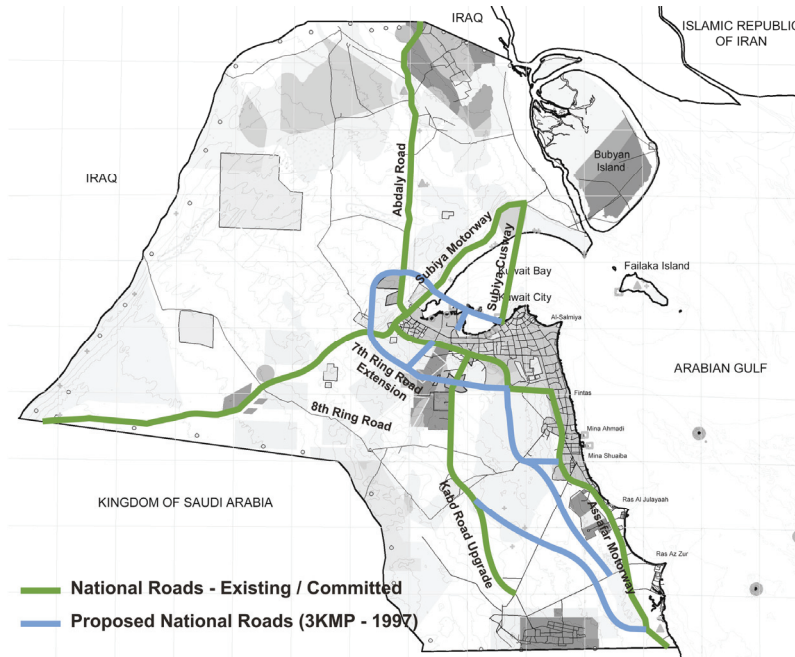 IRAQ
ISLAMIC REPUBLIC
OF IRAN
IRAQ
Bubyan
Island
Abdaly Road
Subiya Motorway
Subiya Cusway
Kuwait Bay
Failaka Island
Kuwait City
Al-Salmiya
7th Ring Road
Extension
ARABIAN GULF
8th Ring Road
Fintas
Mina Ahmadi
Mina Shuaiba
KINGDOM OF SAUDI ARABIA
Kabd Road Upgrade
Assafar Motorway
Ras Al Julayaah
Ras Az Zur
National Roads - Existing / Committed
Proposed National Roads (3KMP - 1997)